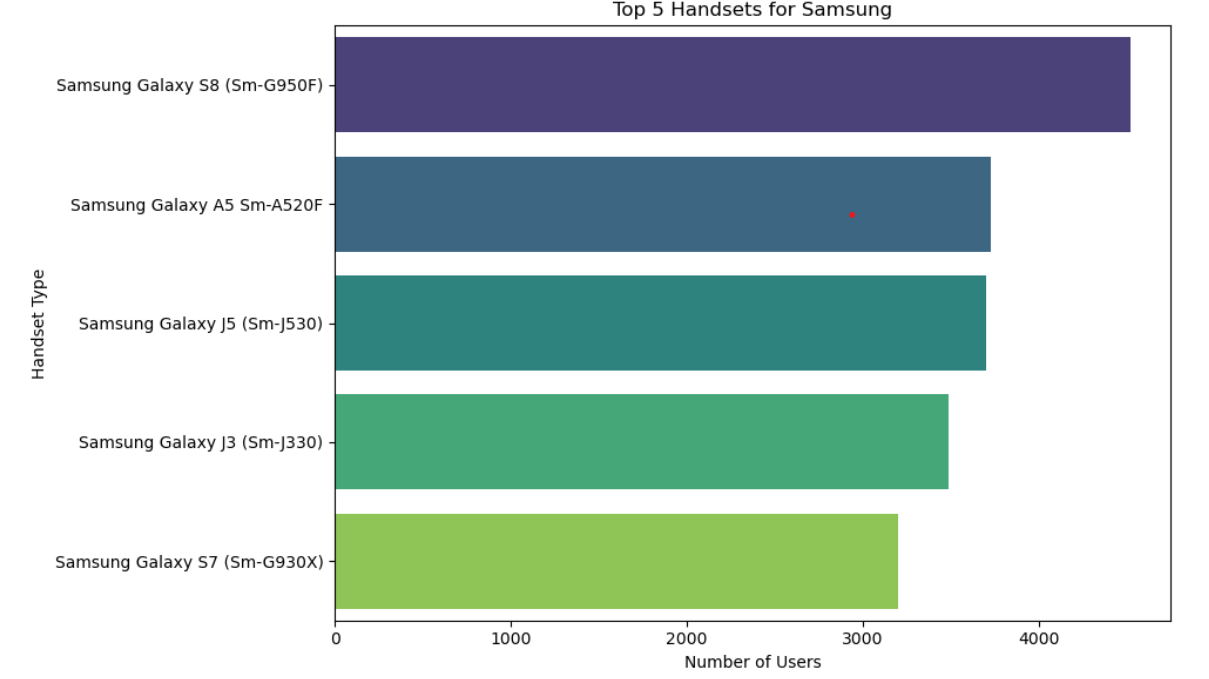 Top 5 Handsets for Samsung
Samsung Galaxy S8 (Sm-G950F)
Samsung Galaxy A5 Sm-A520F
Samsung Galaxy J5 (Sm-J530)
Samsung Galaxy J3 (Sm-J330)
Samsung Galaxy S7 (Sm-G930X)
Handset Type
0 1000 2000 3000 4000
Number of Users